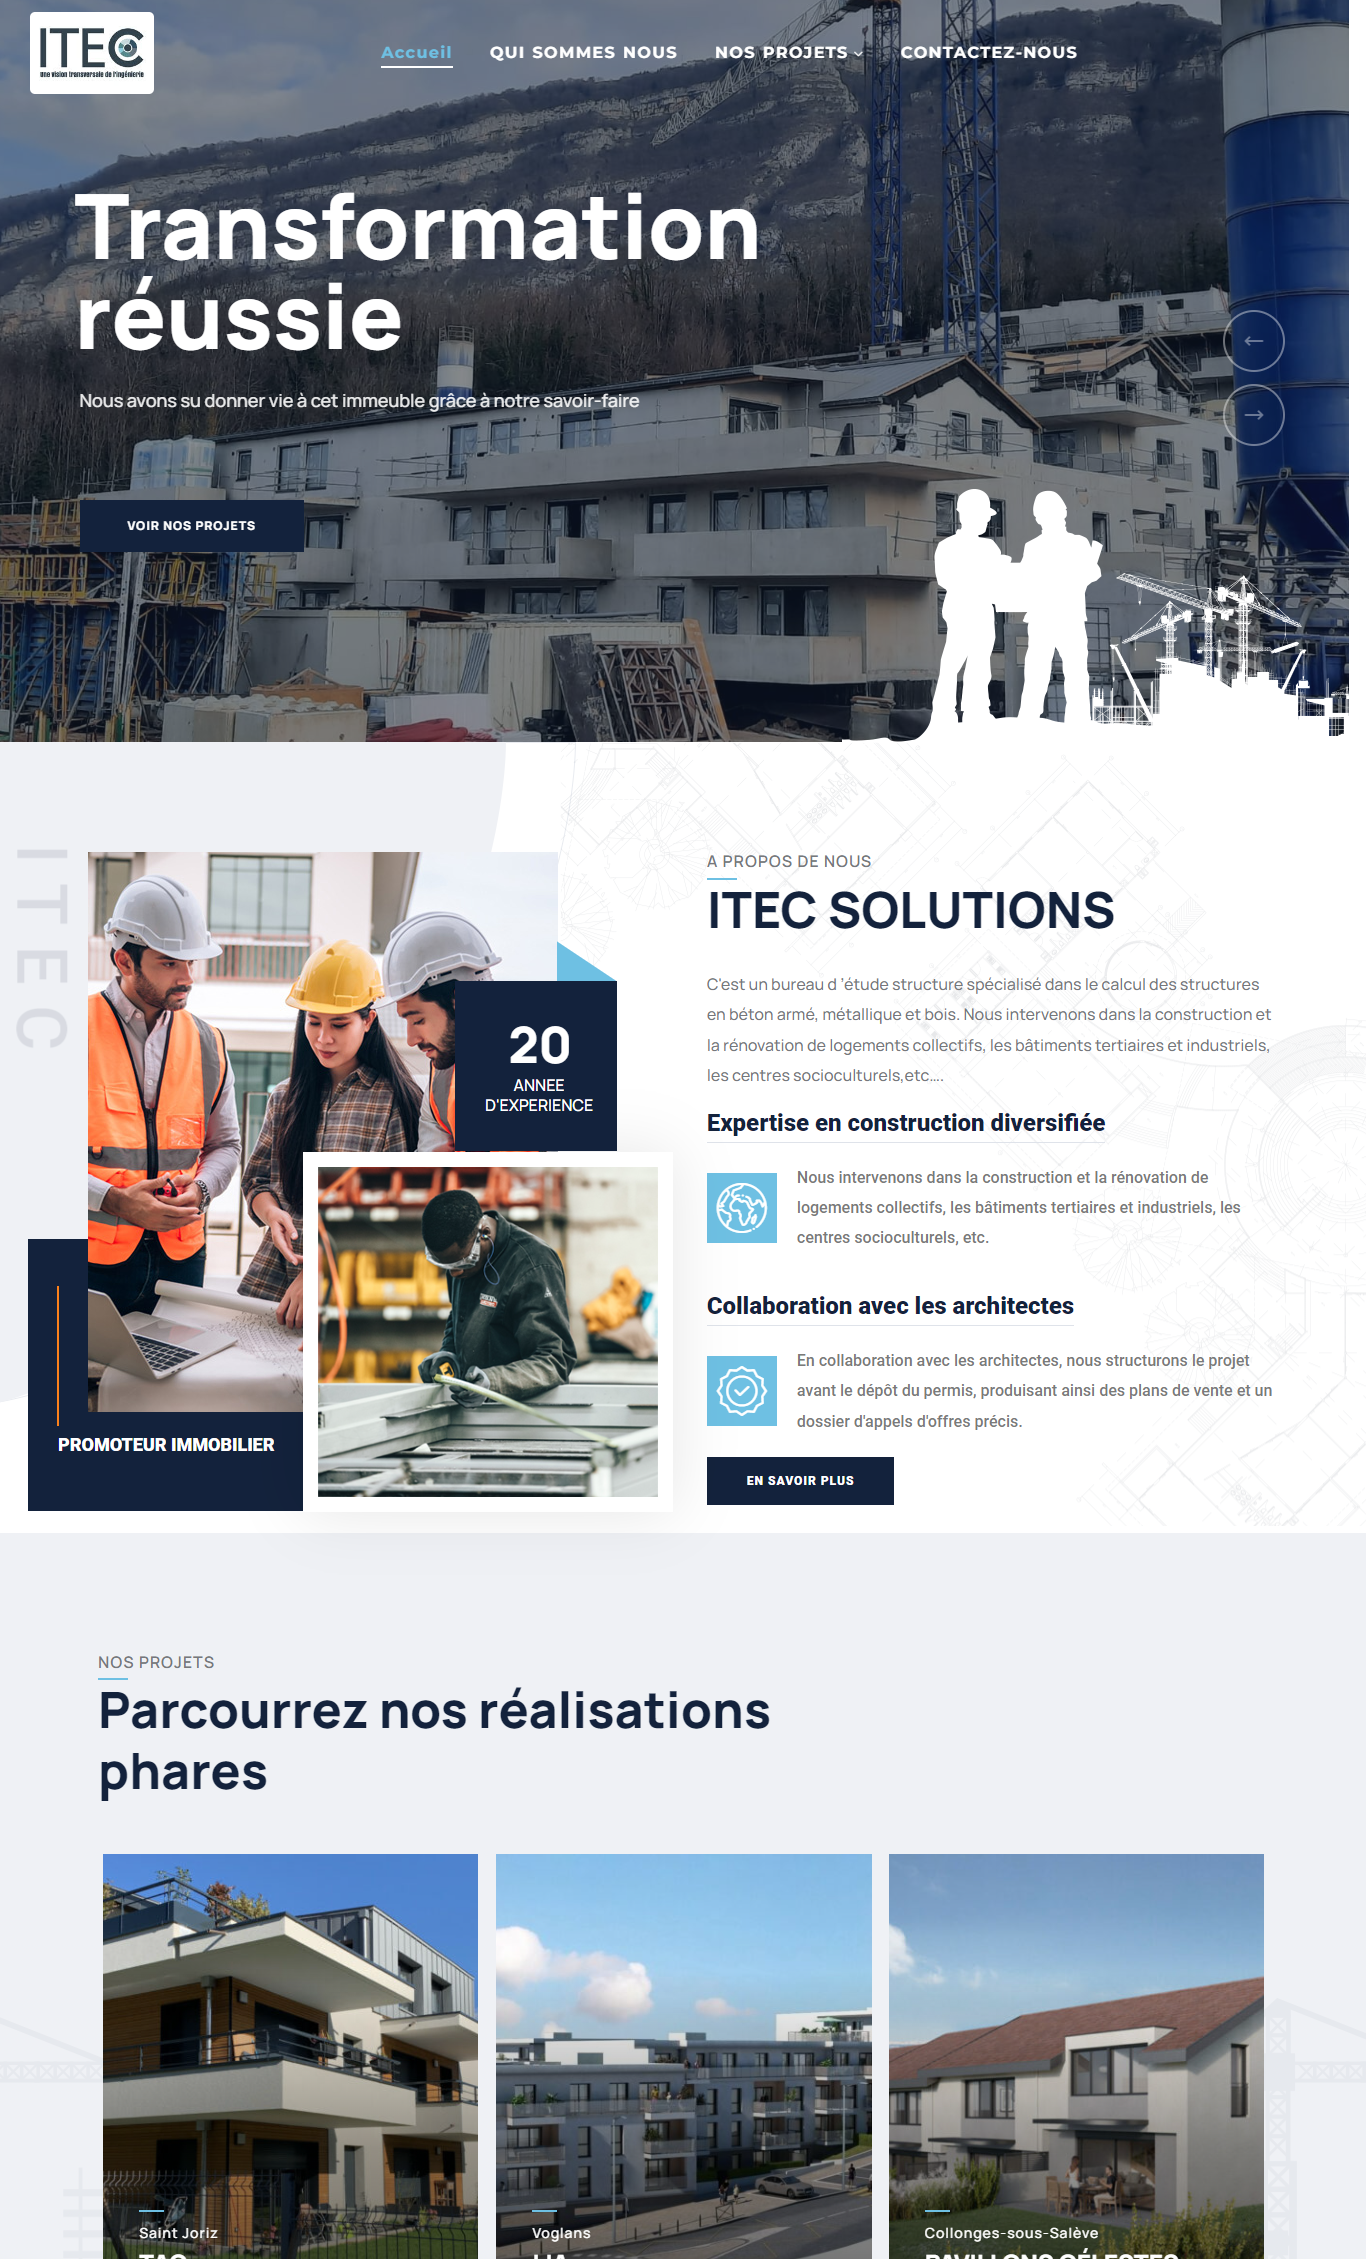 ITEC
une vision transversale de l'ingénierie
Accueil
QUI SOMMES NOUS
NOS PROJETS
CONTACTEZ-NOUS
Transformation
réussie
Nous avons su donner vie à cet immeuble grâce à notre savoir-faire
VOIR NOS PROJETS
ITEC
20
ANNEE
D'EXPERIENCE
PROMOTEUR IMMOBILIER
A PROPOS DE NOUS
ITEC SOLUTIONS
C'est un bureau d 'étude structure spécialisé dans le calcul des structures
en béton armé, métallique et bois. Nous intervenons dans la construction et
la rénovation de logements collectifs, les bâtiments tertiaires et industriels,
les centres socioculturels,etc....
Expertise en construction diversifiée
Nous intervenons dans la construction et la rénovation de
logements collectifs, les bâtiments tertiaires et industriels, les
centres socioculturels, etc.
Collaboration avec les architectes
En collaboration avec les architectes, nous structurons le projet
avant le dépôt du permis, produisant ainsi des plans de vente et un
dossier d'appels d'offres précis.
EN SAVOIR PLUS
NOS PROJETS
Parcourrez nos réalisations
phares
Saint Joriz
Voglans
Collonges-sous-Salève
PAVILLONS CÉLESTES